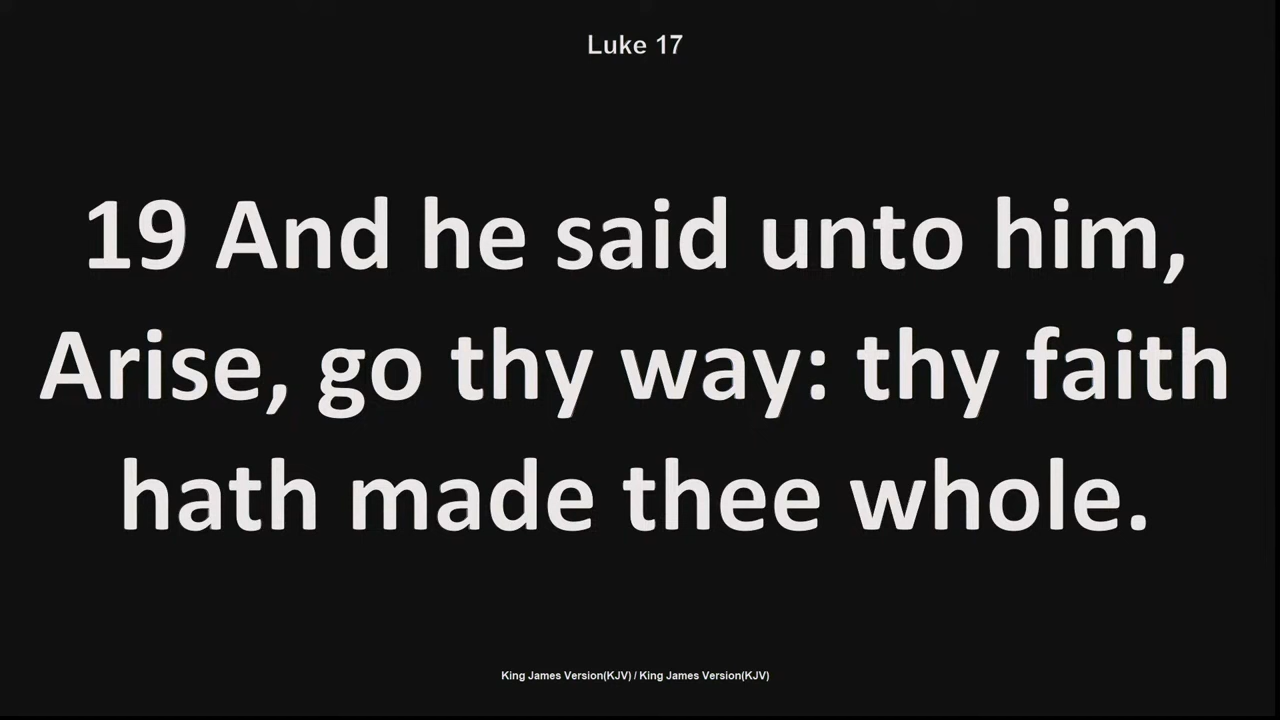 Luke 17
19 And he said unto him,
Arise, go thy way: thy faith
hath made thee whole.
King James Version(KJV) / King James Version(KJV)